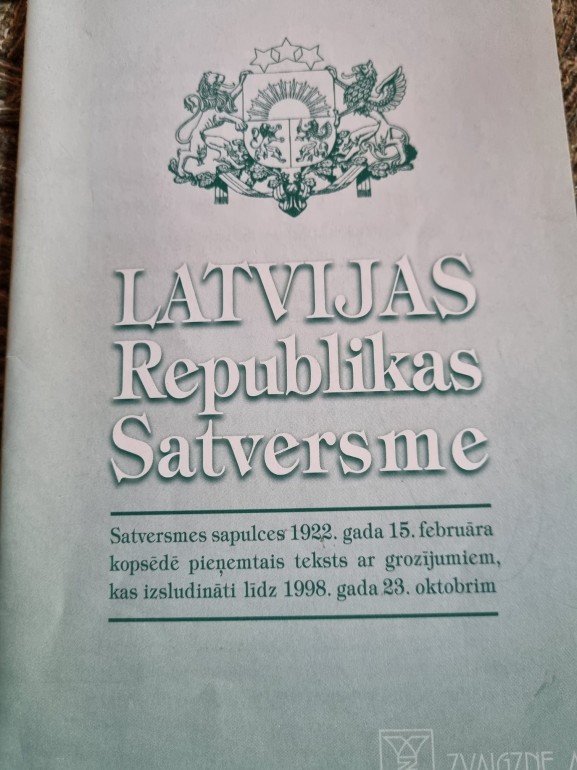 LATVIJAS
Republikas
Satversme
Satversmes sapulces 1922. gada 15. februāra
kopsēdē pieņemtais teksts ar grozījumiem,
kas izsludināti līdz 1998. gada 23. oktobrim
ZVAIGZNE A